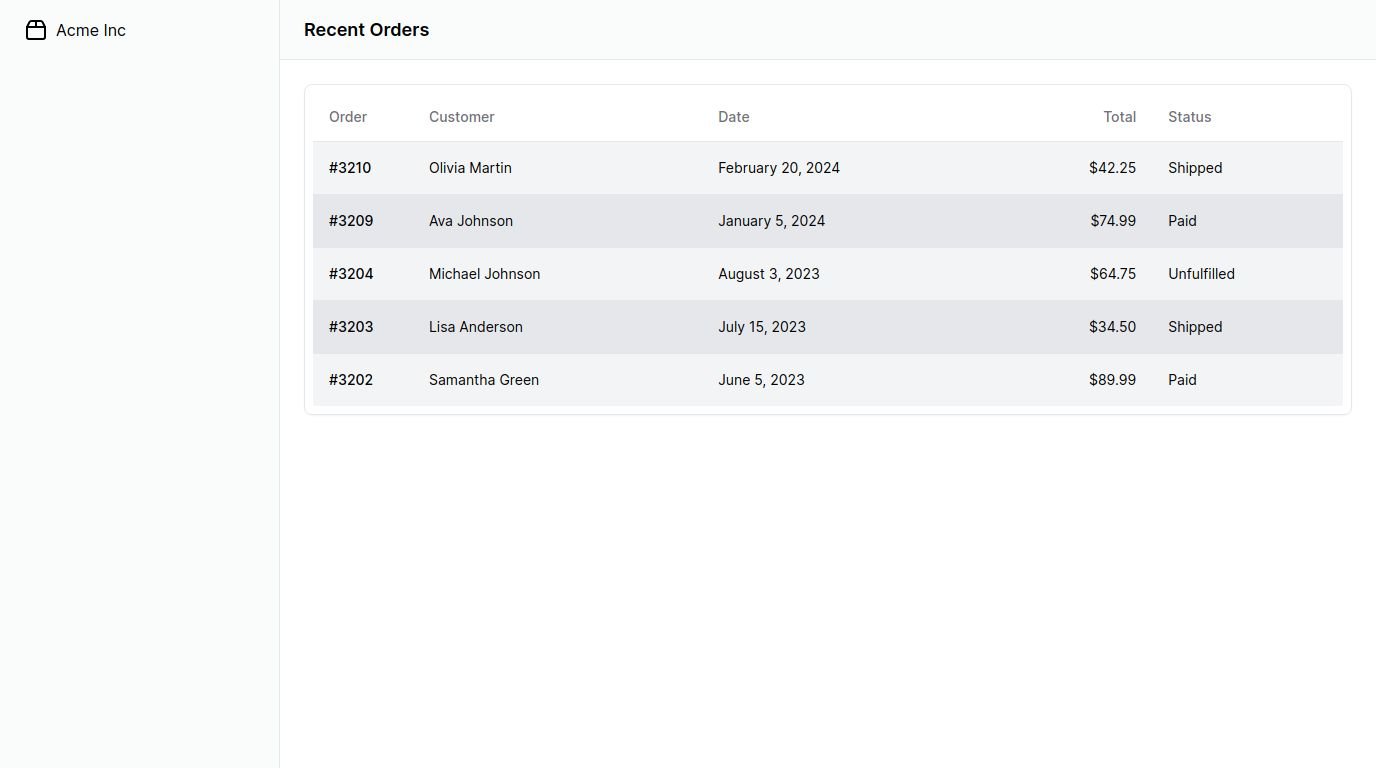 Acme Inc
Recent Orders
Order Customer Date Total Status
#3210 Olivia Martin February 20, 2024 $42.25 Shipped
#3209 Ava Johnson January 5, 2024 $74.99 Paid
#3204 Michael Johnson August 3, 2023 $64.75 Unfulfilled
#3203 Lisa Anderson July 15, 2023 $34.50 Shipped
#3202 Samantha Green June 5, 2023 $89.99 Paid